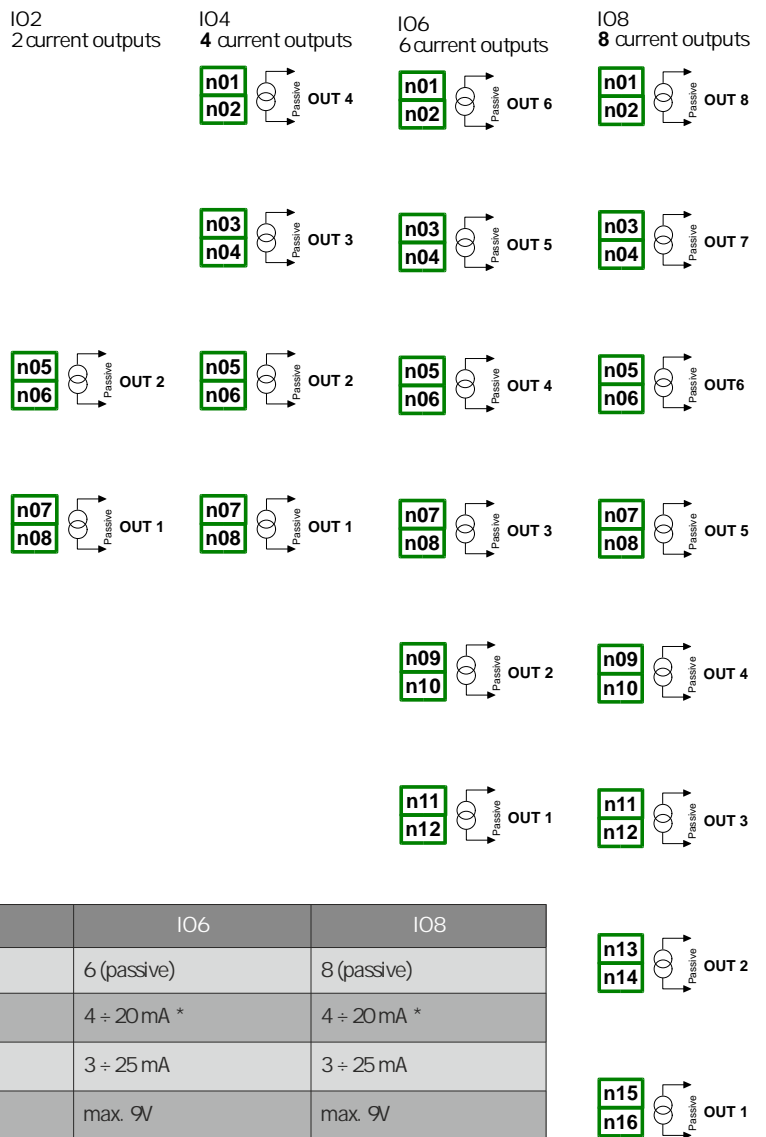 IO2
2 current outputs
IO4
4 current outputs
IO6
6 current outputs
IO8
8 current outputs
n01
n02
Passive
OUT 4
n01
n02
Passive
OUT 6
n01
n02
Passive
OUT 8
n03
n04
Passive
OUT 3
n03
n04
Passive
OUT 5
n03
n04
Passive
OUT 7
n05
n06
Passive
OUT 2
n05
n06
Passive
OUT 2
n05
n06
Passive
OUT 4
n05
n06
Passive
OUT6
n07
n08
Passive
OUT 1
n07
n08
Passive
OUT 1
n07
n08
Passive
OUT 3
n07
n08
Passive
OUT 5
n09
n10
Passive
OUT 2
n09
n10
Passive
OUT 4
n11
n12
Passive
OUT 1
n11
n12
Passive
OUT 3
IO6 IO8
6 (passive) 8 (passive)
4 ÷ 20 mA * 4 ÷ 20 mA *
3 ÷ 25 mA 3 ÷ 25 mA
max. 9V max. 9V
n13
n14
Passive
OUT 2
n15
n16
Passive
OUT 1